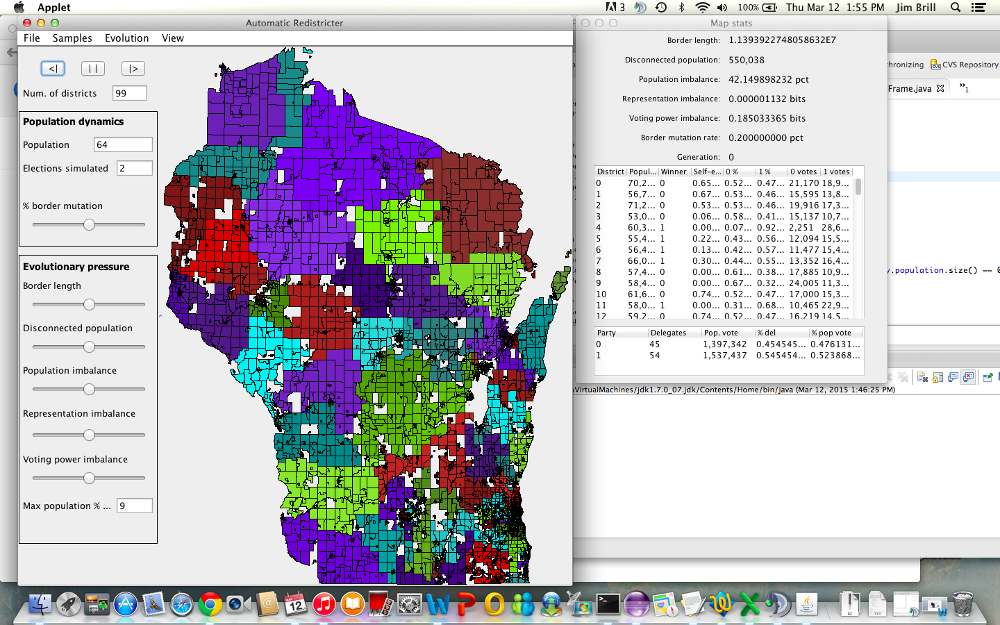 Applet
3
100%
Thu Mar 12 1:55 PM
Jim Brill
Automatic Redistricter
File Samples Evolution View
<|
| |
|>
Num. of districts 99
Population dynamics
Population 64
Elections simulated 2
% border mutation
Evolutionary pressure
Border length
Disconnected population
Population imbalance
Representation imbalance
Voting power imbalance
Max population % ... 9
Map stats
Border length: 1.1393922748058632E7
Disconnected population: 550,038
Population imbalance: 42.149898232 pct
Representation imbalance: 0.000001132 bits
Voting power imbalance: 0.185033365 bits
Border mutation rate: 0.200000000 pct
Generation: 0
District Popul... Winner Self-e... 0 % 1 % 0 votes 1 votes
0 70,2... 0 0.65... 0.52... 0.47... 21,170 18,9...
1 56,7... 0 0.67... 0.53... 0.46... 15,595 13,8...
2 71,2... 0 0.53... 0.53... 0.46... 19,916 17,3...
3 53,0... 0 0.06... 0.58... 0.41... 15,137 10,7...
4 60,3... 1 0.00... 0.07... 0.92... 2,251 28,6...
5 55,4... 1 0.22... 0.43... 0.56... 12,094 15,5...
6 56,4... 1 0.13... 0.42... 0.57... 11,477 15,4...
7 66,0... 1 0.30... 0.44... 0.55... 13,352 16,4...
8 57,4... 0 0.00... 0.61... 0.38... 17,885 10,9...
9 58,4... 0 0.00... 0.67... 0.32... 24,005 11,3...
10 61,6... 0 0.74... 0.52... 0.47... 17,000 15,3...
11 58,0... 1 0.00... 0.31... 0.68... 10,465 22,9...
12 59,2... 0 0.74... 0.52... 0.47... 16,219 14,5...
Party Delegates Pop. vote % del % pop vote
0 45 1,397,342 0.454545... 0.476131...
1 54 1,537,437 0.545454... 0.523868...
hronizing CVS Repository
Frame.java
»1
y.population.size() == 0
aVirtualMachines/jdk1.7.0_07.jdk/Contents/Home/bin/java (Mar 12, 2015 1:46:25 PM)
MAR
12
W P O
BZ
TXT